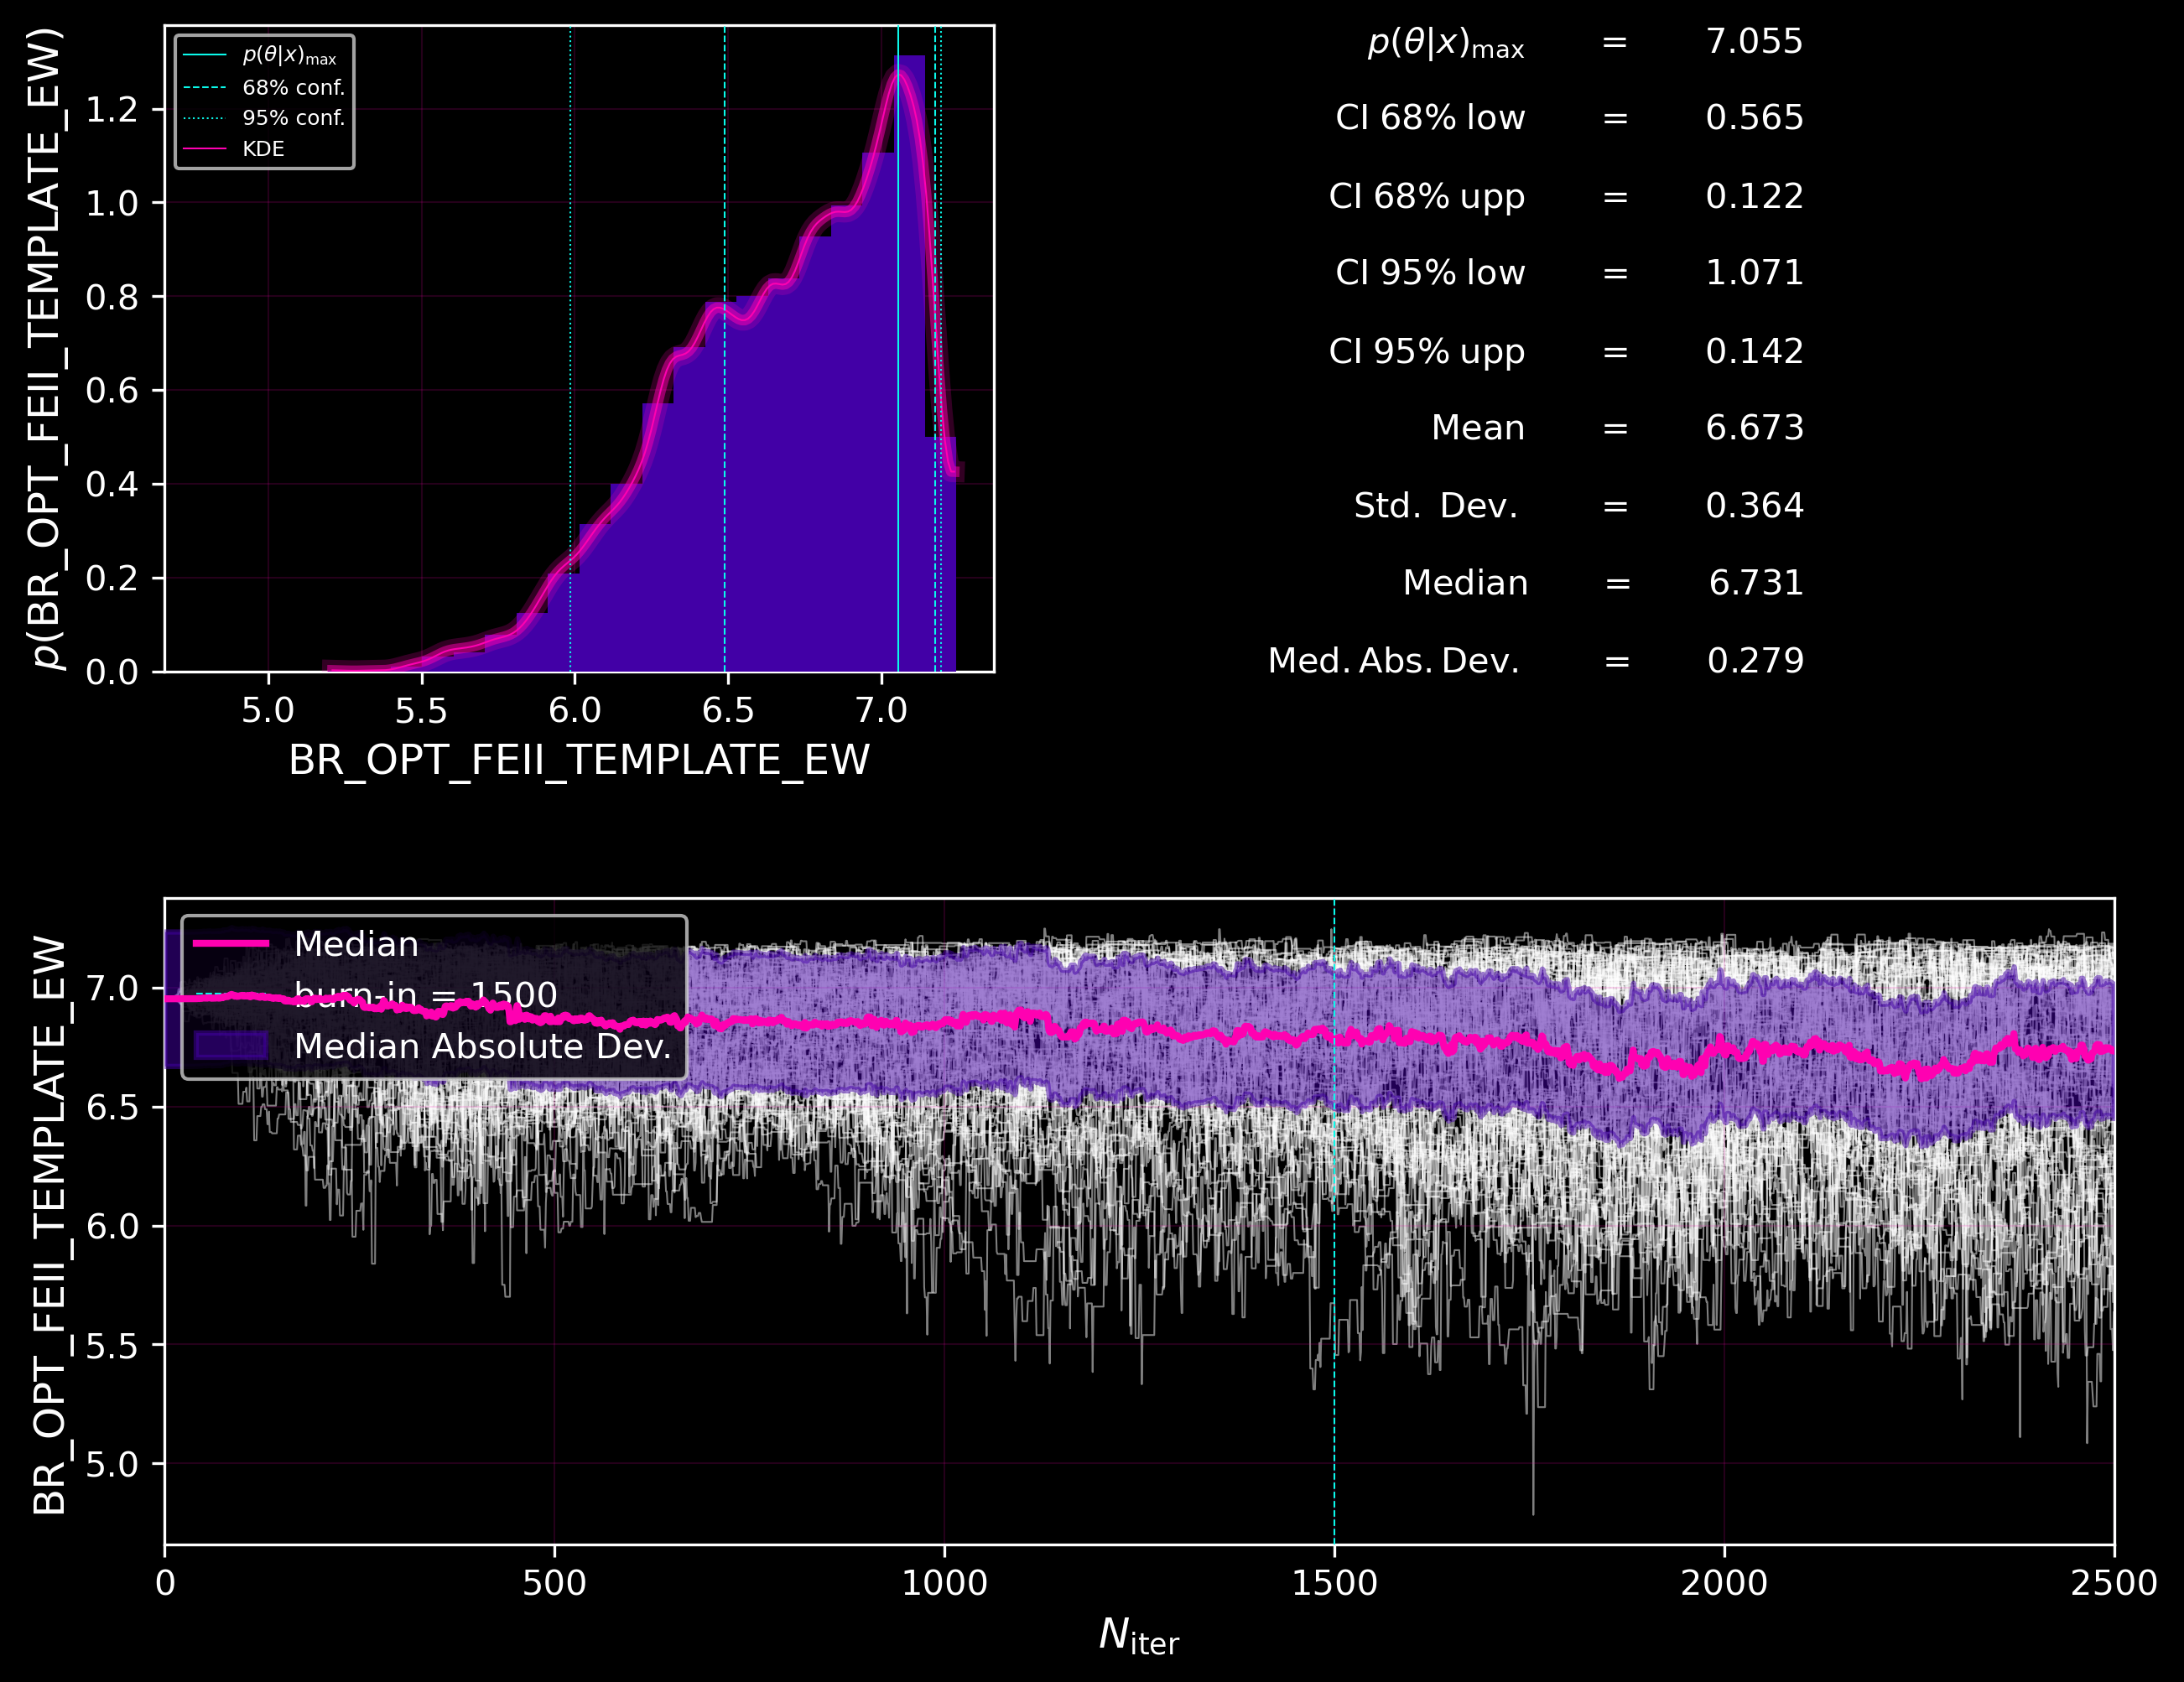 p(BR_OPT_FEII_TEMPLATE_EW)
1.2
1.0
0.8
0.6
0.4
0.2
0.0
p(θ|x)max
68% conf.
95% conf.
KDE
5.0 5.5 6.0 6.5 7.0
BR_OPT_FEII_TEMPLATE_EW
p(θ|x)max = 7.055
CI 68% low = 0.565
CI 68% upp = 0.122
CI 95% low = 1.071
CI 95% upp = 0.142
Mean = 6.673
Std. Dev. = 0.364
Median = 6.731
Med. Abs. Dev. = 0.279
BR_OPT_FEII_TEMPLATE_EW
7.0
6.5
6.0
5.5
5.0
Median
burn-in = 1500
Median Absolute Dev.
0 500 1000 1500 2000 2500
Niter